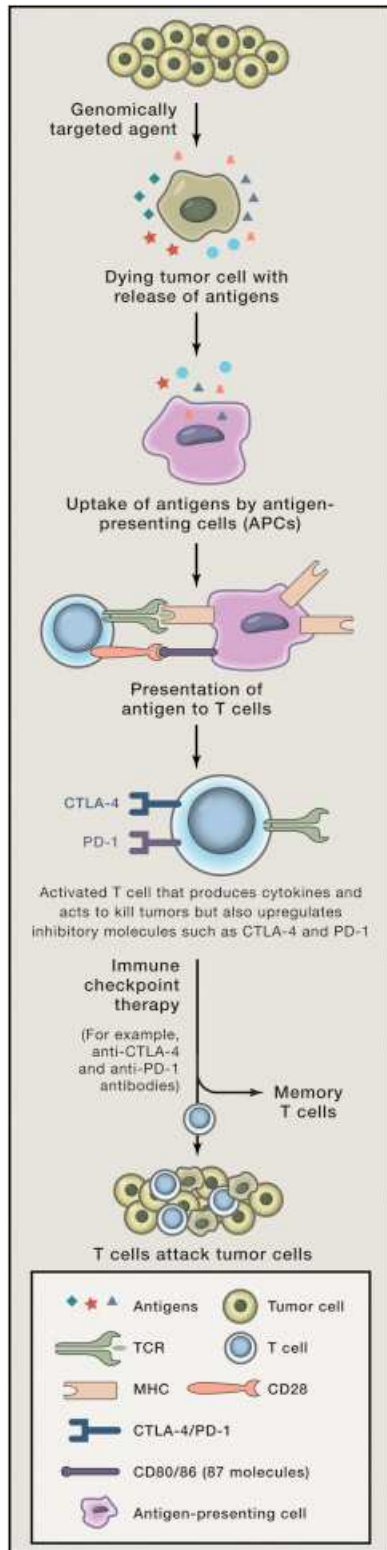 Genomically
targeted agent
Dying tumor cell with
release of antigens
Uptake of antigens by antigen-
presenting cells (APCs)
Presentation of
antigen to T cells
CTLA-4
PD-1
Activated T cell that produces cytokines and
acts to kill tumors but also upregulates
inhibitory molecules such as CTLA-4 and PD-1
Immune
checkpoint
therapy
(For example,
anti-CTLA-4
and anti-PD-1
antibodies)
Memory
T cells
T cells attack tumor cells
Antigens
Tumor cell
TCR
T cell
MHC
CD28
CTLA-4/PD-1
CD80/86 (87 molecules)
Antigen-presenting cell